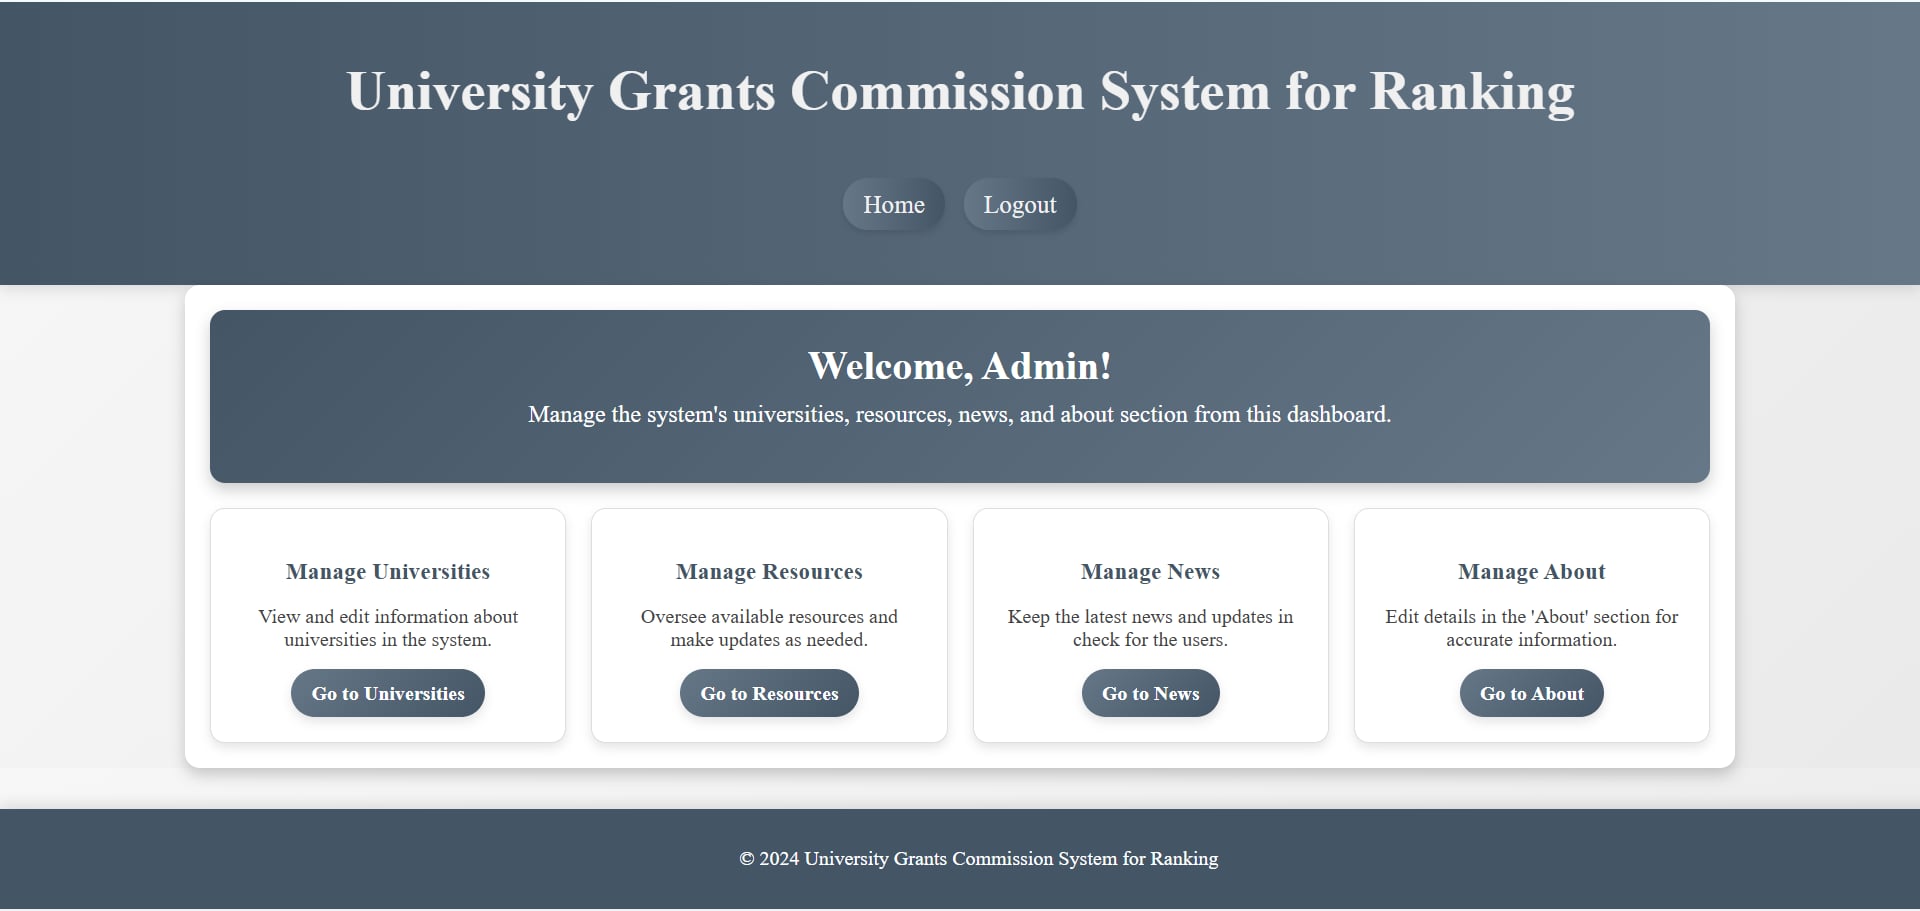 University Grants Commission System for Ranking
Home
Logout
Welcome, Admin!
Manage the system's universities, resources, news, and about section from this dashboard.
Manage Universities
View and edit information about
universities in the system.
Go to Universities
Manage Resources
Oversee available resources and
make updates as needed.
Go to Resources
Manage News
Keep the latest news and updates in
check for the users.
Go to News
Manage About
Edit details in the 'About' section for
accurate information.
Go to About
© 2024 University Grants Commission System for Ranking